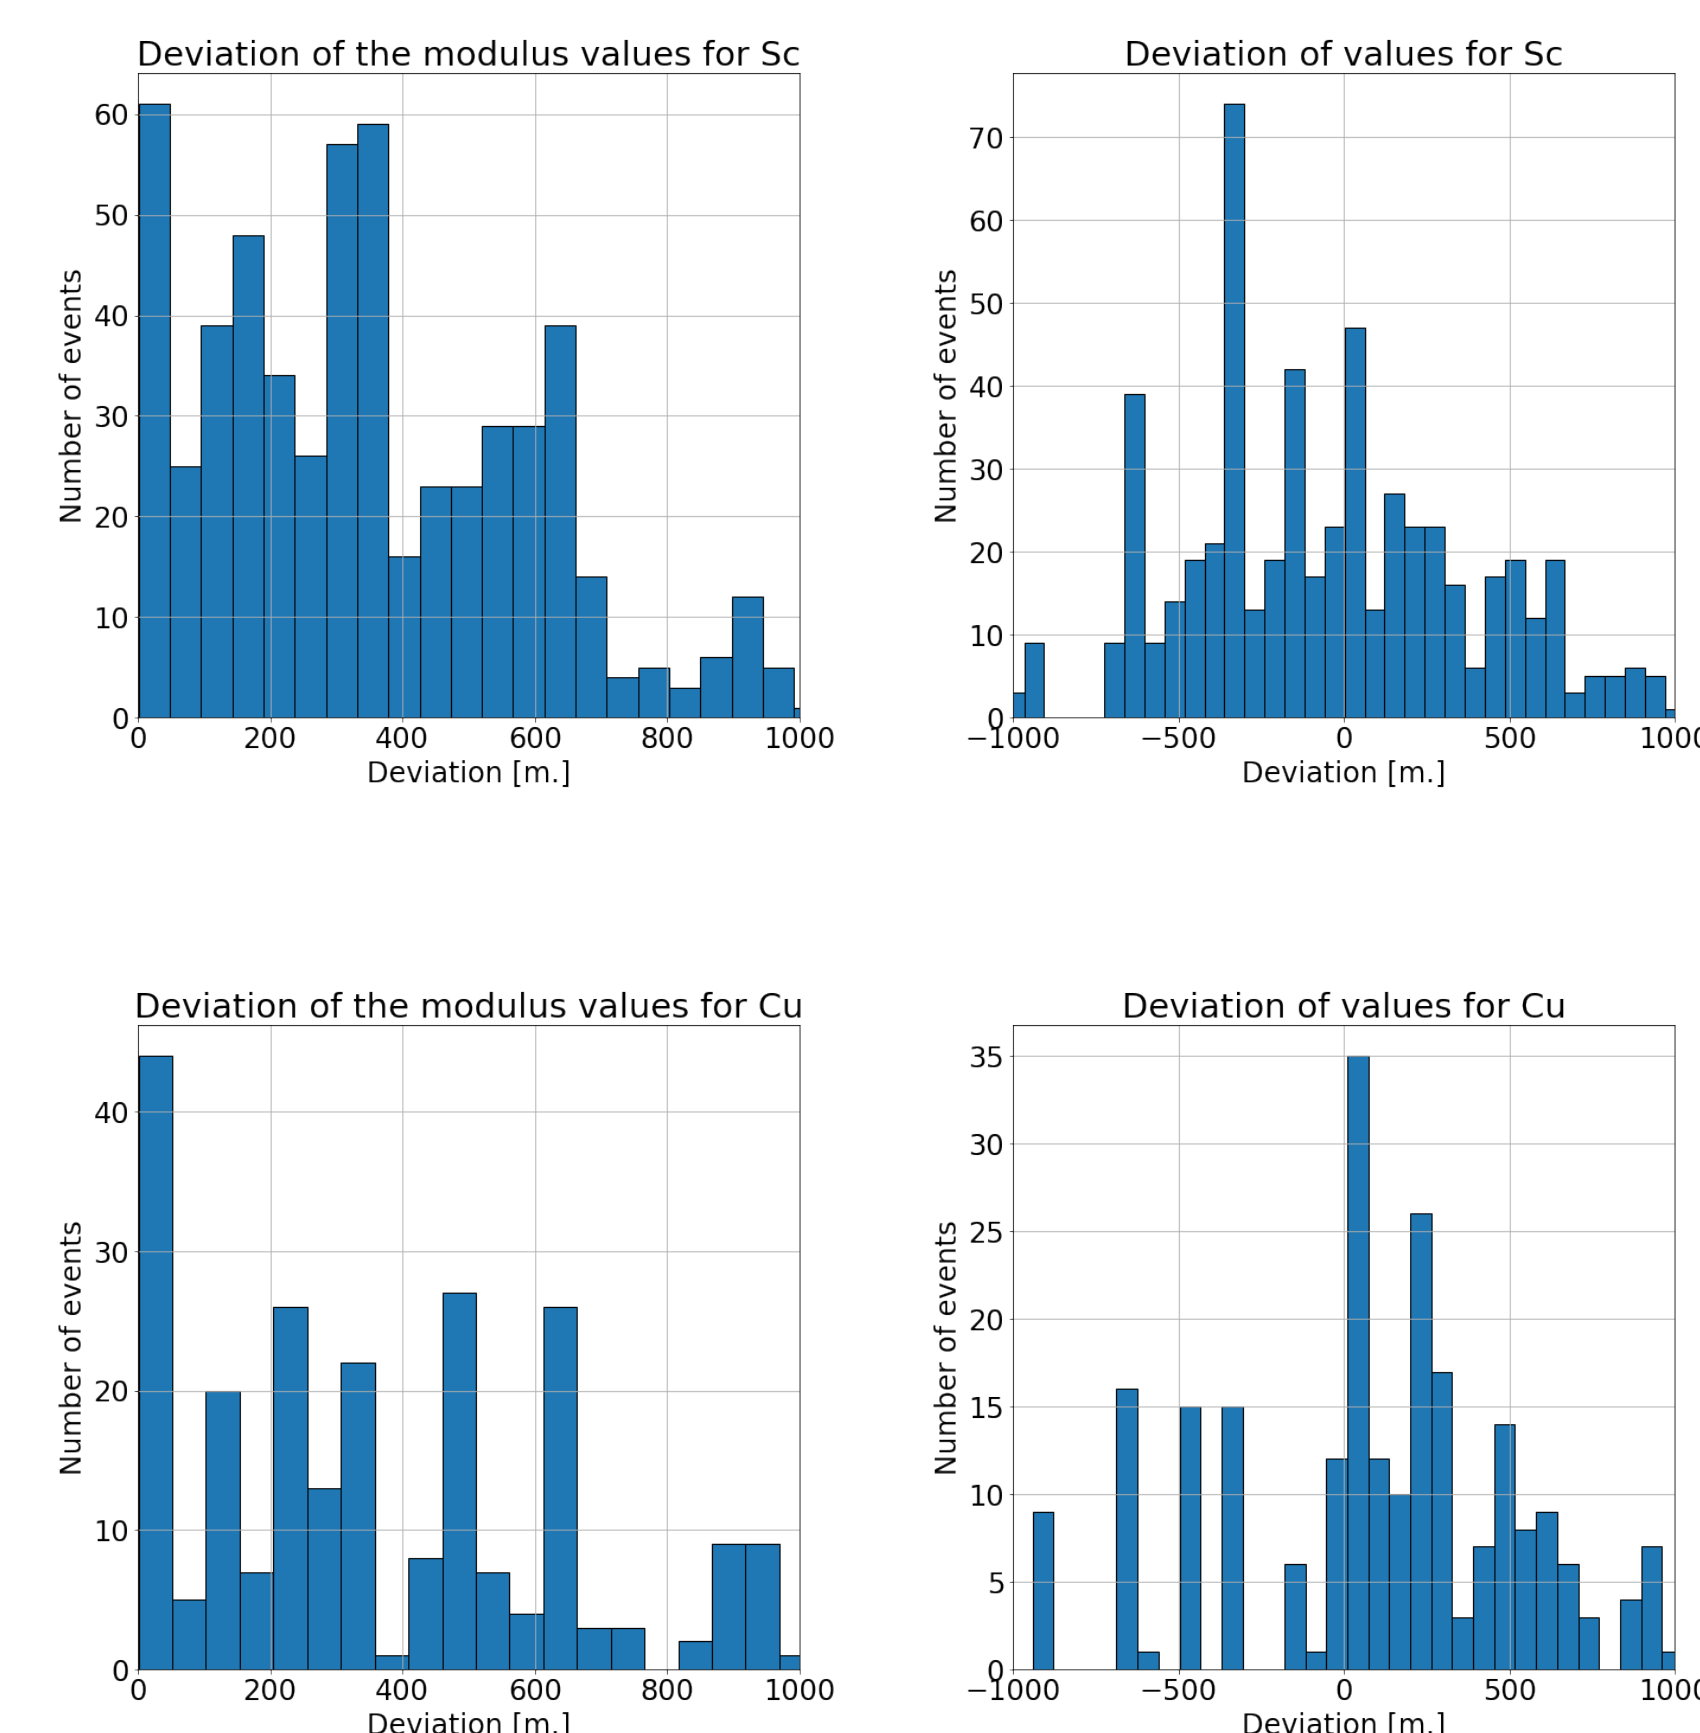 Deviation of the modulus values for Sc
Number of events
60
50
40
30
20
10
0
0 200 400 600 800 1000
Deviation [m.]
Deviation of values for Sc
Number of events
70
60
50
40
30
20
10
0
−1000 −500 0 500 100
Deviation [m.]
Deviation of the modulus values for Cu
Number of events
40
30
20
10
0
0 200 400 600 800 1000
Deviation [m.]
Deviation of values for Cu
Number of events
35
30
25
20
15
10
5
0
−1000 −500 0 500 100
Deviation [m.]